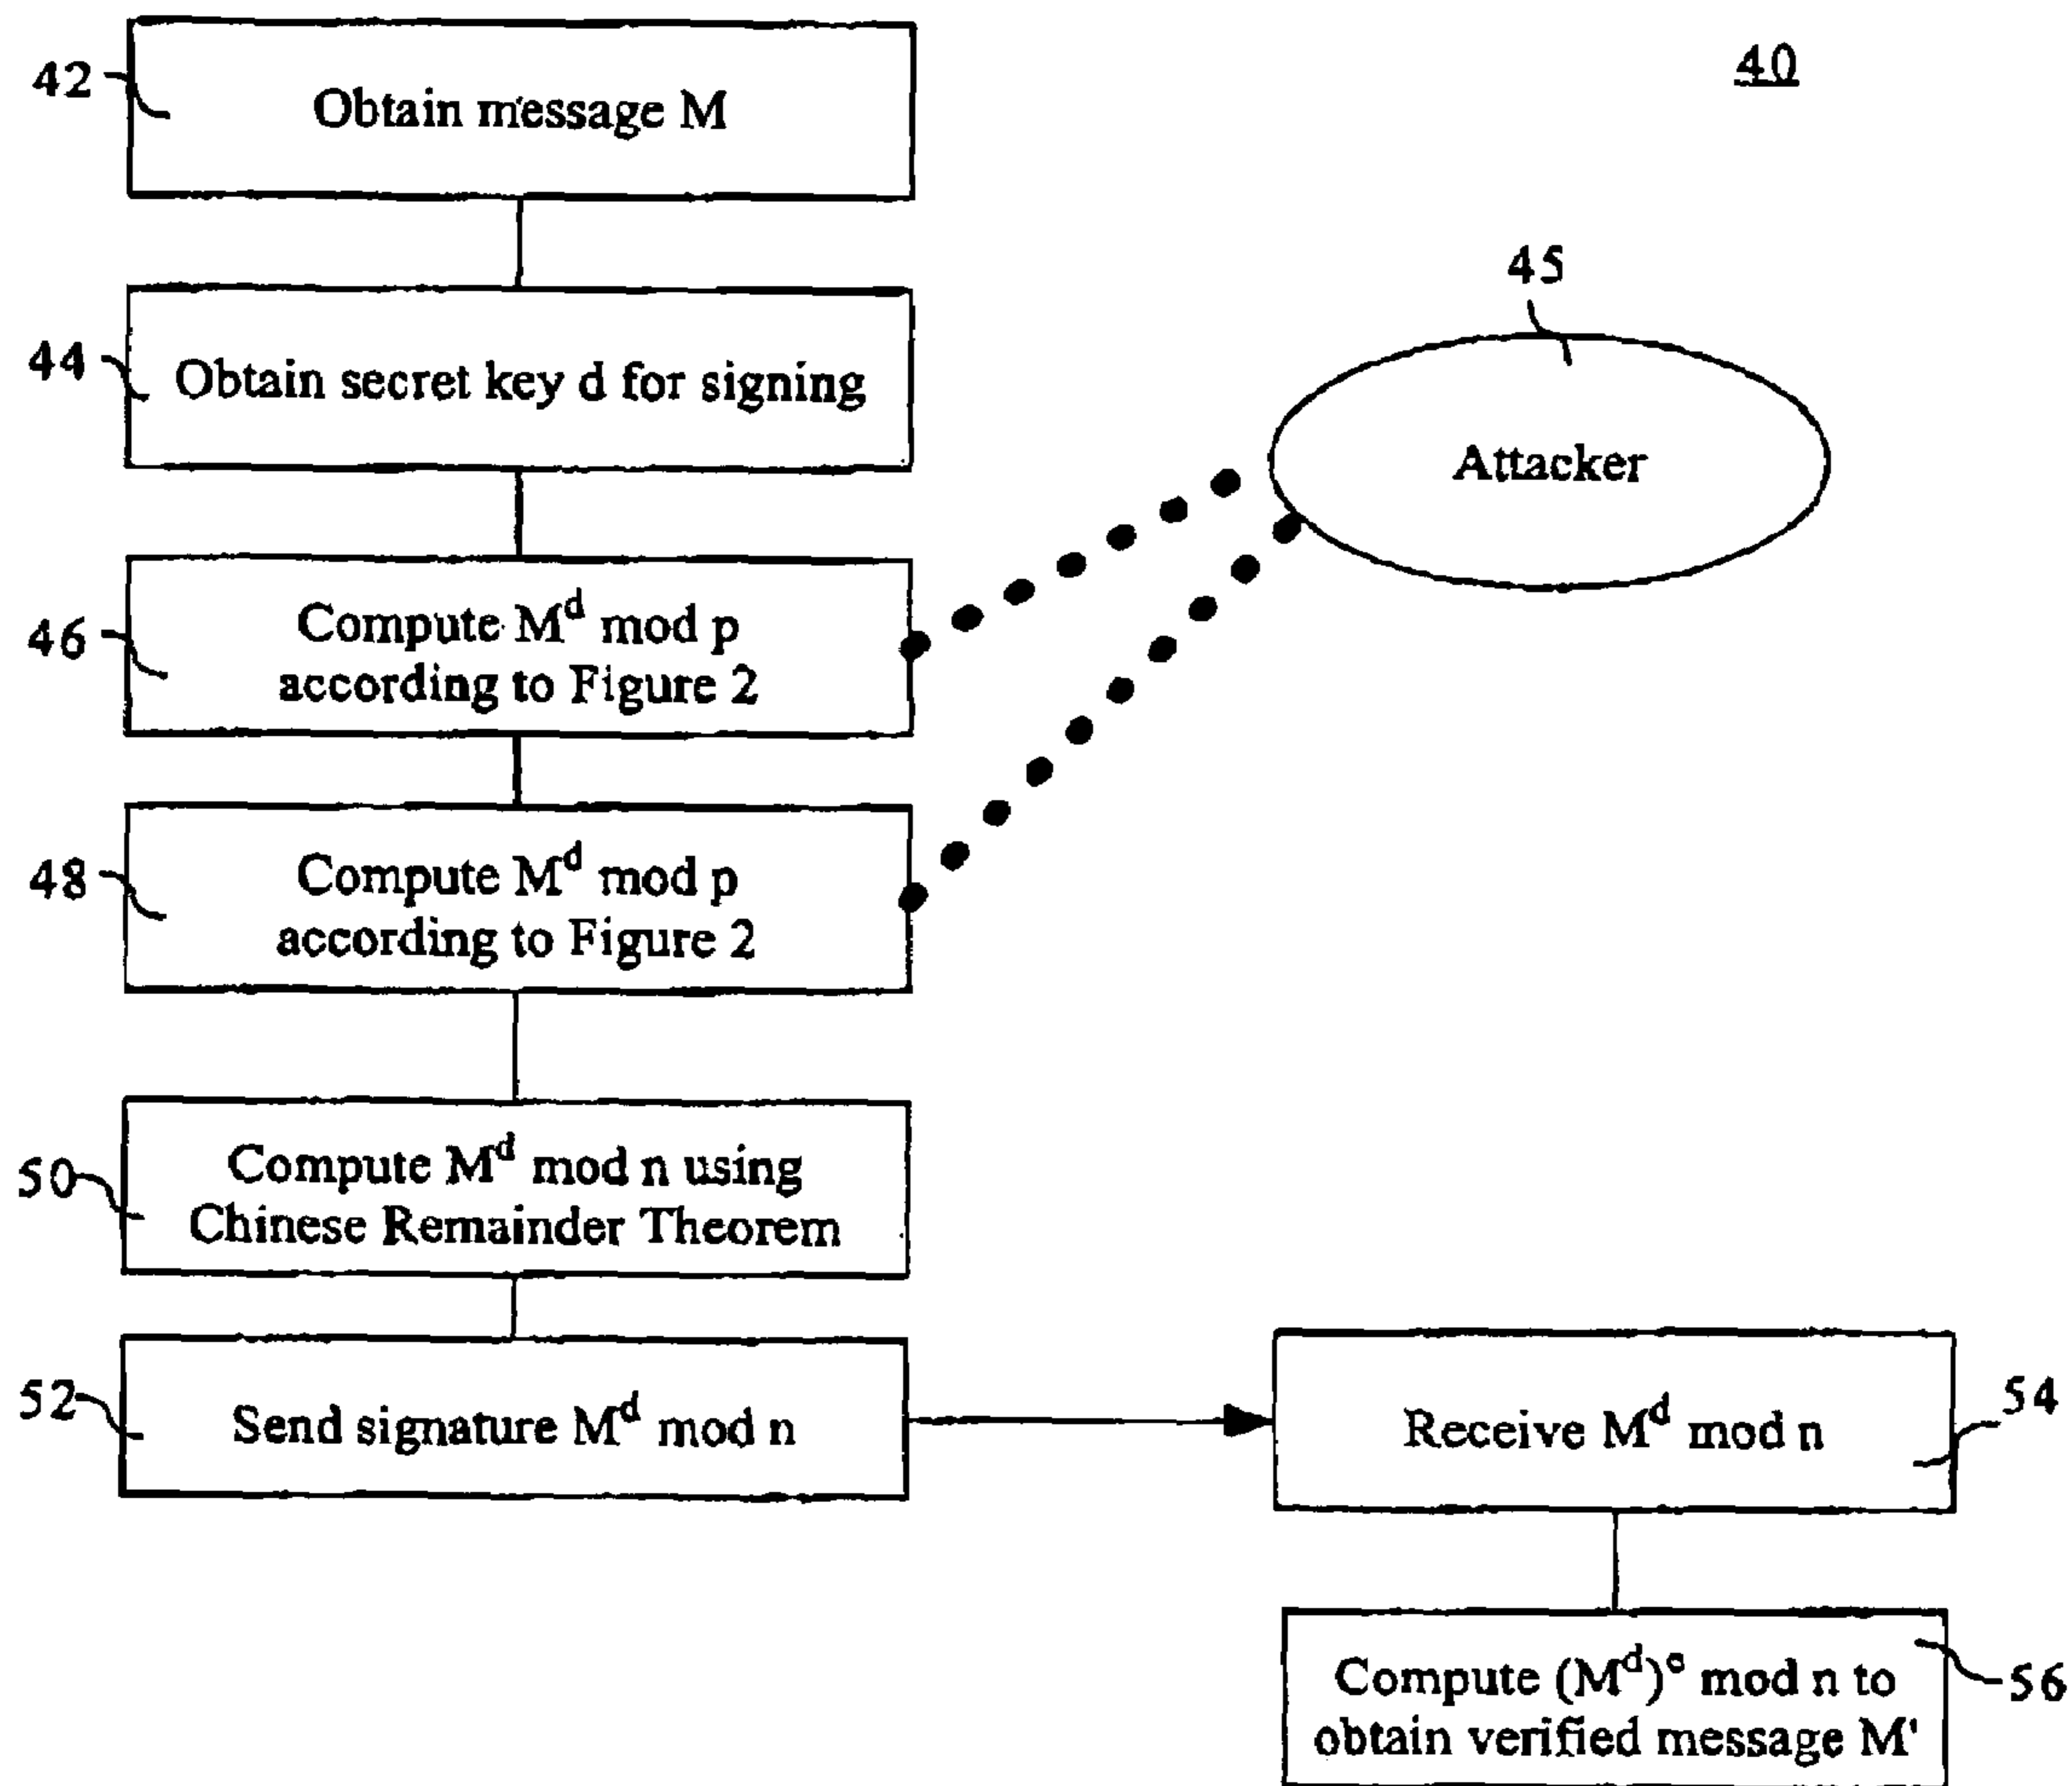 40
42
Obtain message M
44
Obtain secret key d for signing
45
Attacker
46
Compute M^d mod p
according to Figure 2
48
Compute M^d mod p
according to Figure 2
50
Compute M^d mod n using
Chinese Remainder Theorem
52
Send signature M^d mod n
54
Receive M^d mod n
56
Compute (M^d)^e mod n to
obtain verified message M'